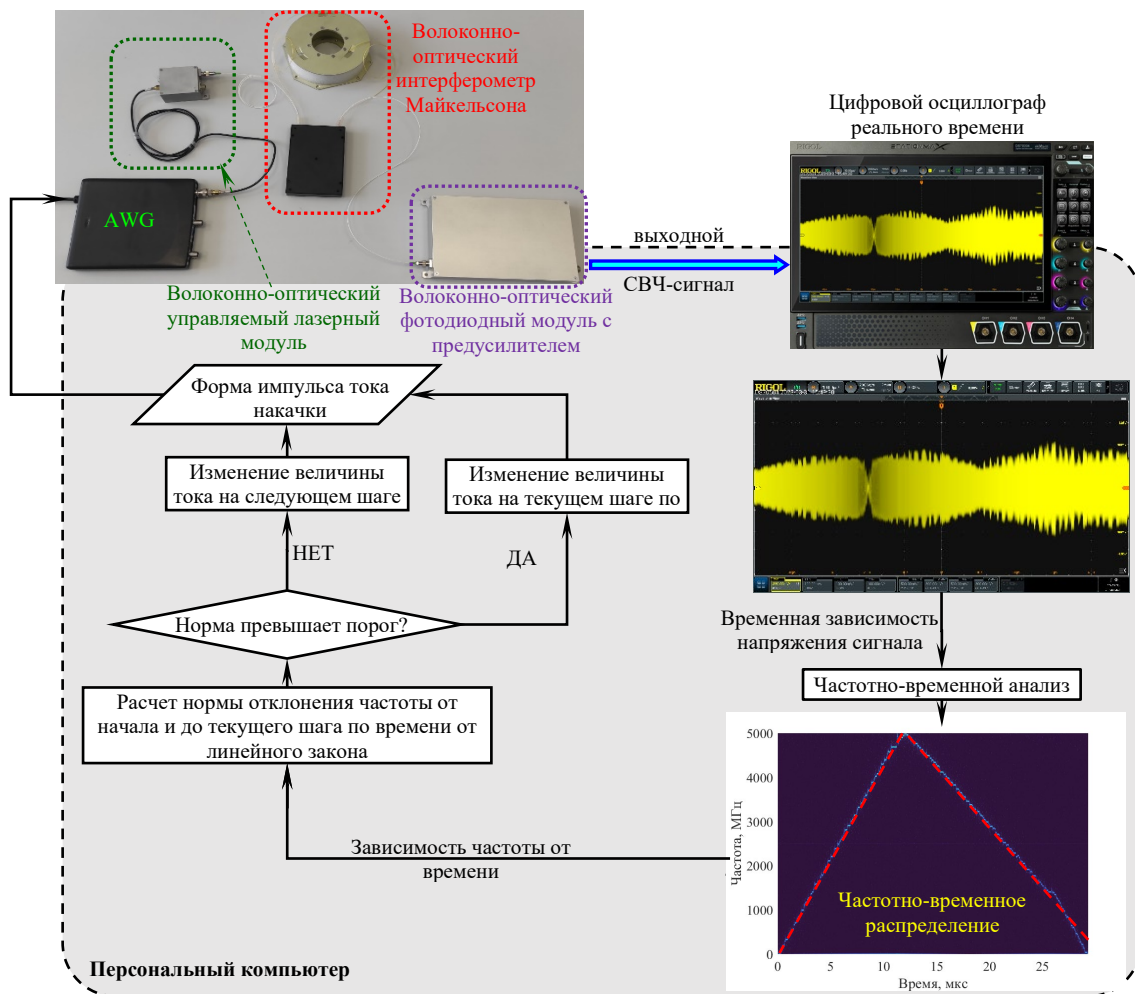 Волоконно-
оптический
интерферометр
Майкельсона
AWG
Цифровой осциллограф
реального времени
RIGOL
RIGOL
выходной
СВЧ-сигнал
Волоконно-оптический
управляемый лазерный
модуль
Волоконно-оптический
фотодиодный модуль с
предусилителем
Форма импульса тока
накачки
RIGOL
Изменение величины
тока на следующем шаге
Изменение величины
тока на текущем шаге по
НЕТ
ДА
Норма превышает порог?
Временная зависимость
напряжения сигнала
Частотно-временной анализ
Расчет нормы отклонения частоты от
начала и до текущего шага по времени от
линейного закона
Зависимость частоты от
времени
Частота, МГц
5000
4000
3000
2000
1000
0
Частотно-временное
распределение
0 5 10 15 20 25
Время, мкс
Персональный компьютер